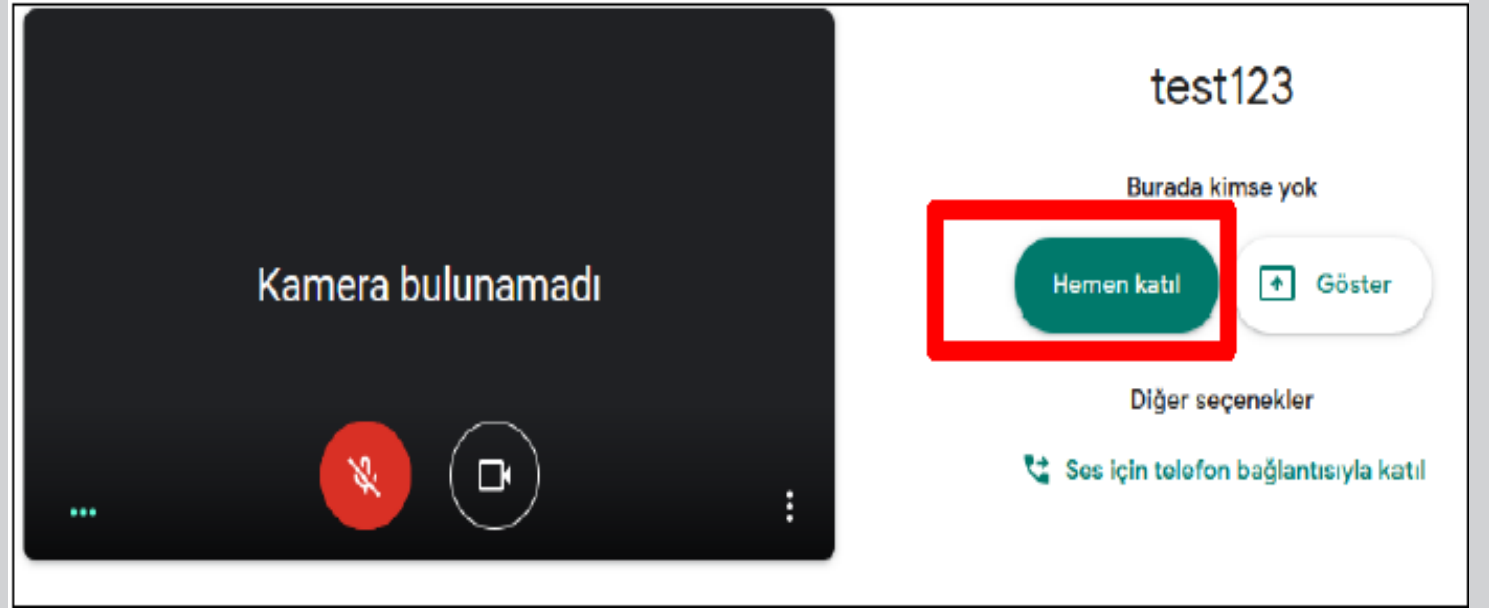 Kamera bulunamadı
test123
Burada kimse yok
Hemen katıl
Göster
Diğer seçenekler
Ses için telefon bağlantısıyla katıl